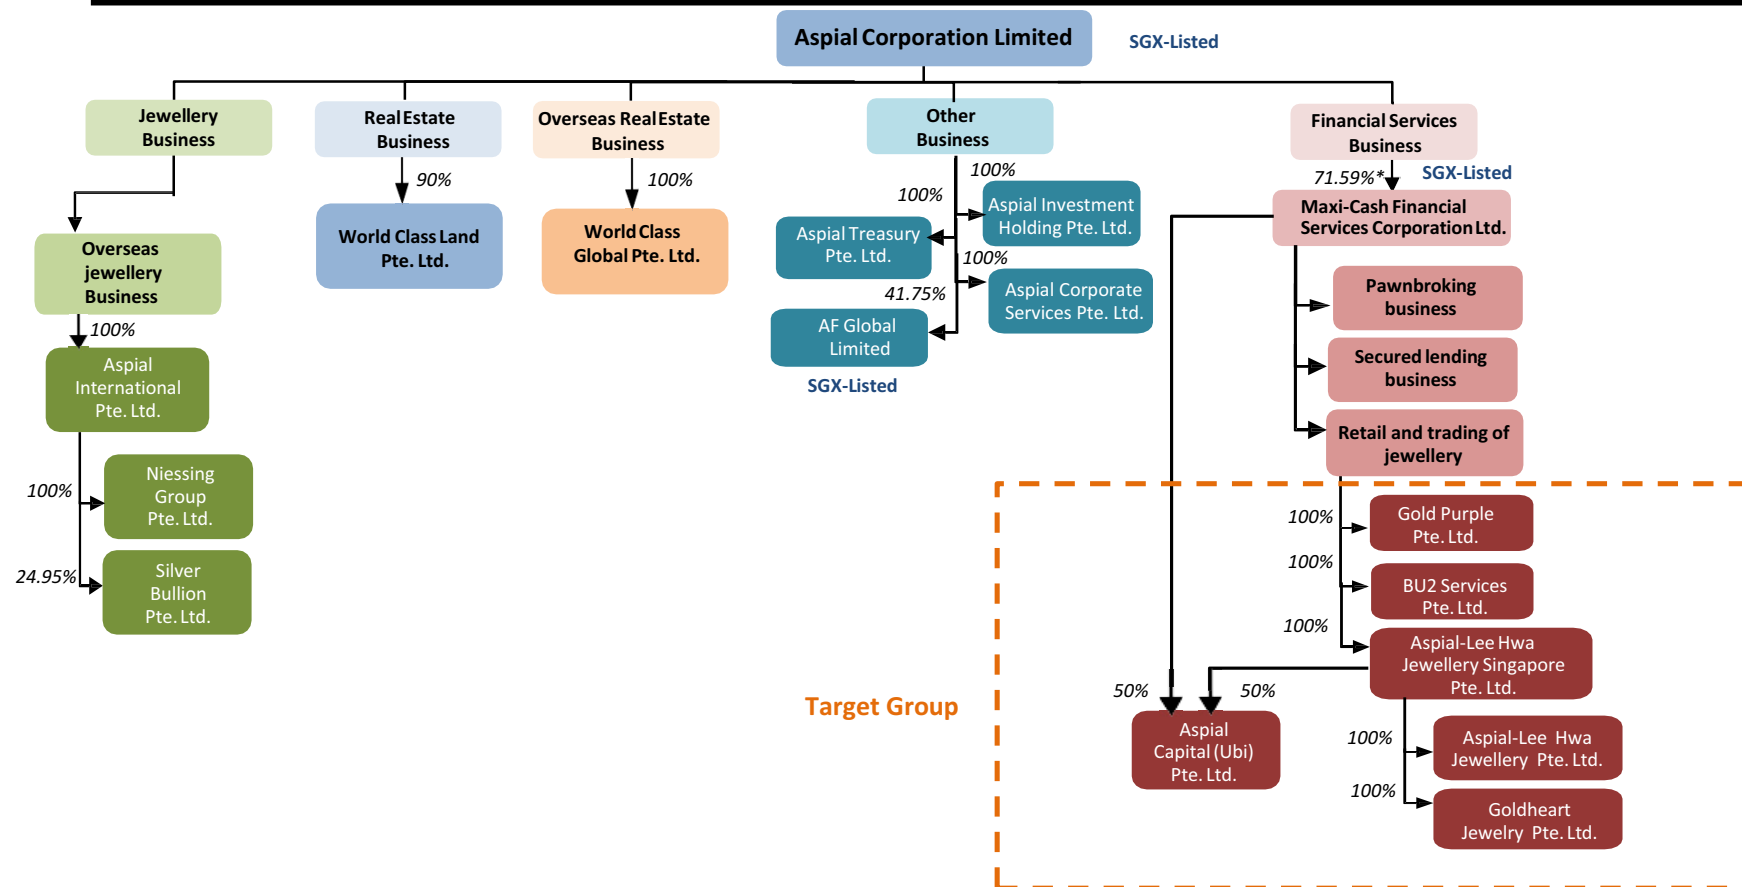 Aspial Corporation Limited
SGX-Listed
Jewellery
Business
Real Estate
Business
Overseas Real Estate
Business
Other
Business
Financial Services
Business
90%
100%
100%
100%
71.59%*
SGX-Listed
Overseas
jewellery
Business
World Class Land
Pte. Ltd.
World Class
Global Pte. Ltd.
Aspial Investment
Holding Pte. Ltd.
Aspial Treasury
Pte. Ltd.
100%
Aspial Corporate
Services Pte. Ltd.
41.75%
AF Global
Limited
SGX-Listed
Maxi-Cash Financial
Services Corporation Ltd.
Pawnbroking
business
Secured lending
business
Retail and trading of
jewellery
100%
Aspial
International
Pte. Ltd.
100%
Niessing
Group
Pte. Ltd.
24.95%
Silver
Bullion
Pte. Ltd.
Target Group
100%
Gold Purple
Pte. Ltd.
100%
BU2 Services
Pte. Ltd.
100%
Aspial-Lee Hwa
Jewellery Singapore
Pte. Ltd.
50%
50%
Aspial
Capital (Ubi)
Pte. Ltd.
100%
Aspial-Lee Hwa
Jewellery Pte. Ltd.
100%
Goldheart
Jewelry Pte. Ltd.